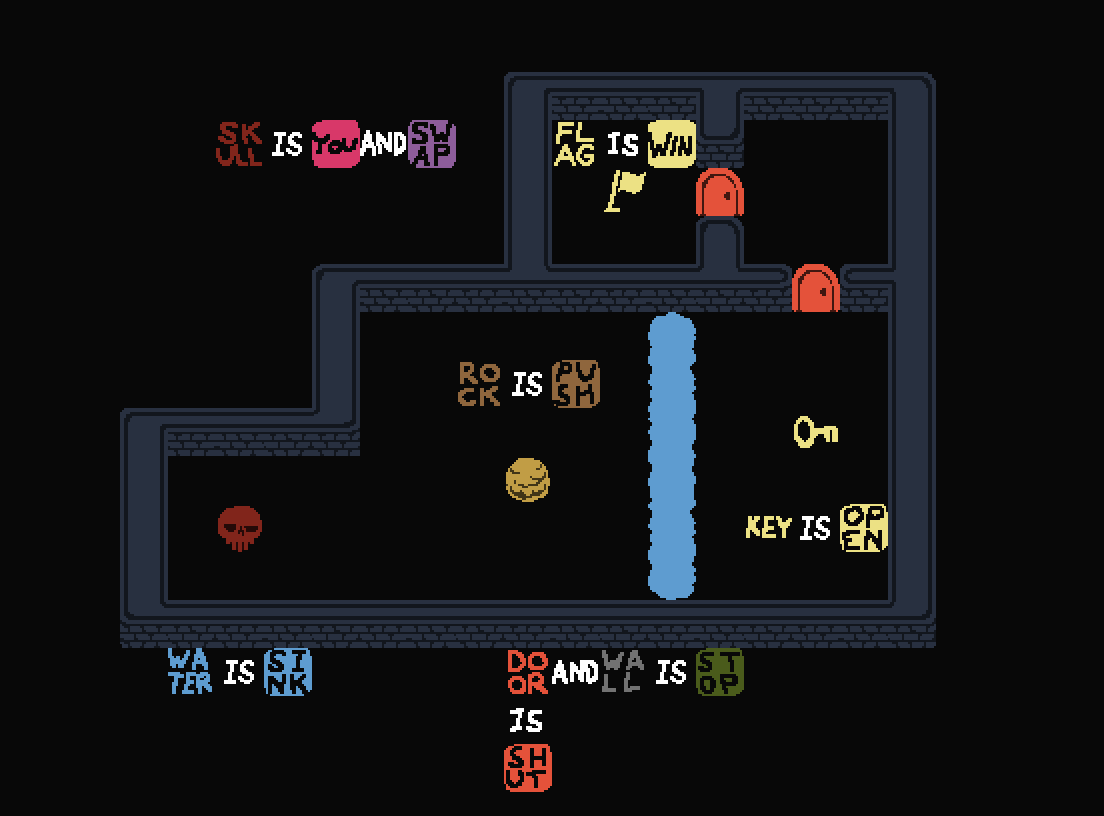 SKULL IS YOU AND SWAP
FLAG IS WIN
ROCK IS PUSH
KEY IS OPEN
WATER IS SINK
DOOR AND WALL IS STOP
IS
SHUT